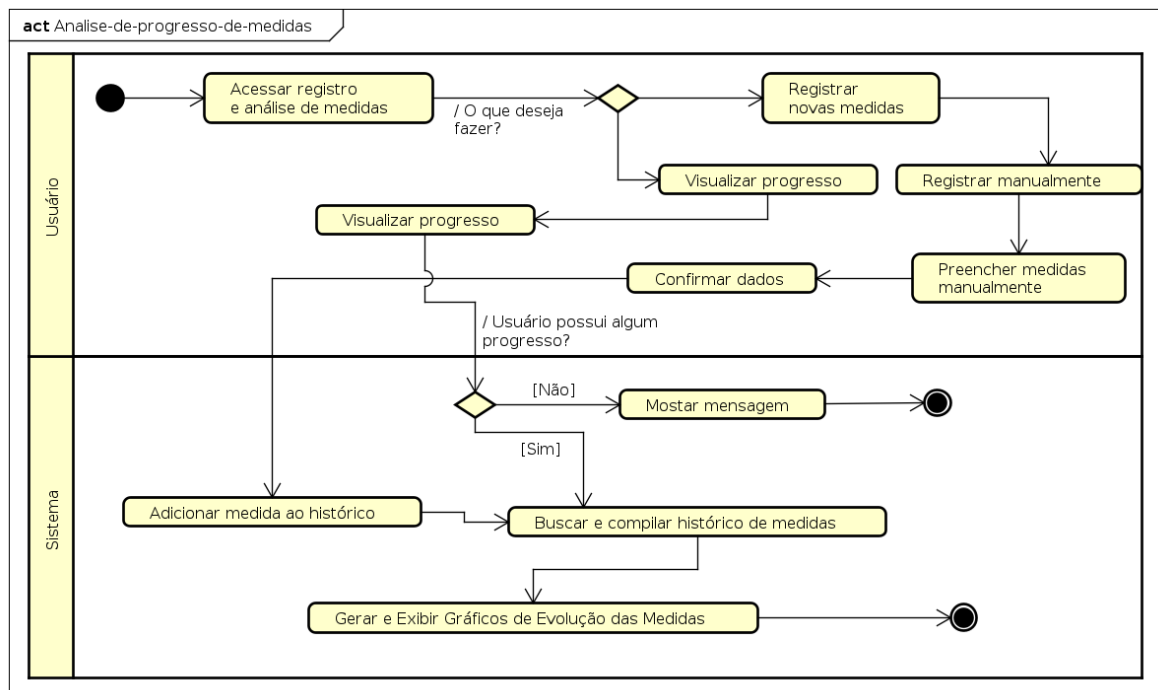 act Analise-de-progresso-de-medidas
Usuário
Acessar registro
e análise de medidas
/ O que deseja
fazer?
Registrar
novas medidas
Visualizar progresso
Registrar manualmente
Visualizar progresso
Confirmar dados
Preencher medidas
manualmente
/ Usuário possui algum
progresso?
Sistema
[Não]
Mostar mensagem
[Sim]
Adicionar medida ao histórico
Buscar e compilar histórico de medidas
Gerar e Exibir Gráficos de Evolução das Medidas